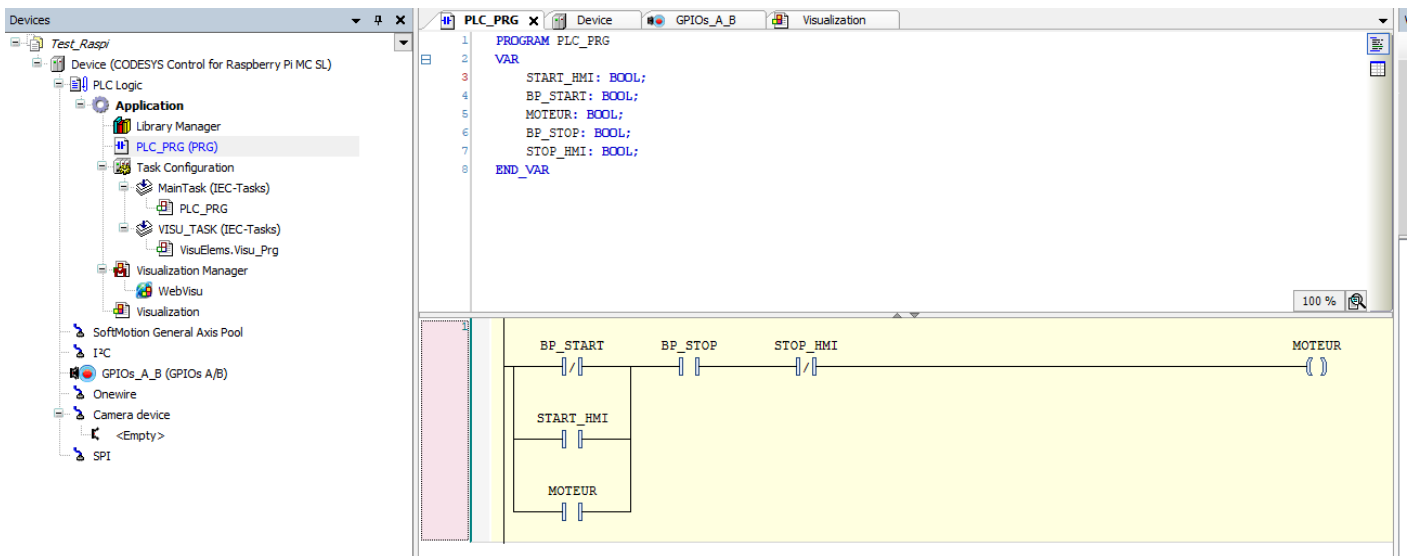 Devices
Test_Raspi
Device (CODESYS Control for Raspberry Pi MC SL)
PLC Logic
Application
Library Manager
PLC_PRG (PRG)
Task Configuration
MainTask (IEC-Tasks)
PLC_PRG
VISU_TASK (IEC-Tasks)
VisuElems.Visu_Prg
Visualization Manager
WebVisu
Visualization
SoftMotion General Axis Pool
I²C
GPIOs_A_B (GPIOs A/B)
Onewire
Camera device
<Empty>
SPI
PLC_PRG Device GPIOs_A_B Visualization
1 PROGRAM PLC_PRG
2 VAR
3 START_HMI: BOOL;
4 BP_START: BOOL;
5 MOTEUR: BOOL;
6 BP_STOP: BOOL;
7 STOP_HMI: BOOL;
8 END_VAR
100 %
1
BP_START BP_STOP STOP_HMI MOTEUR
START_HMI
MOTEUR